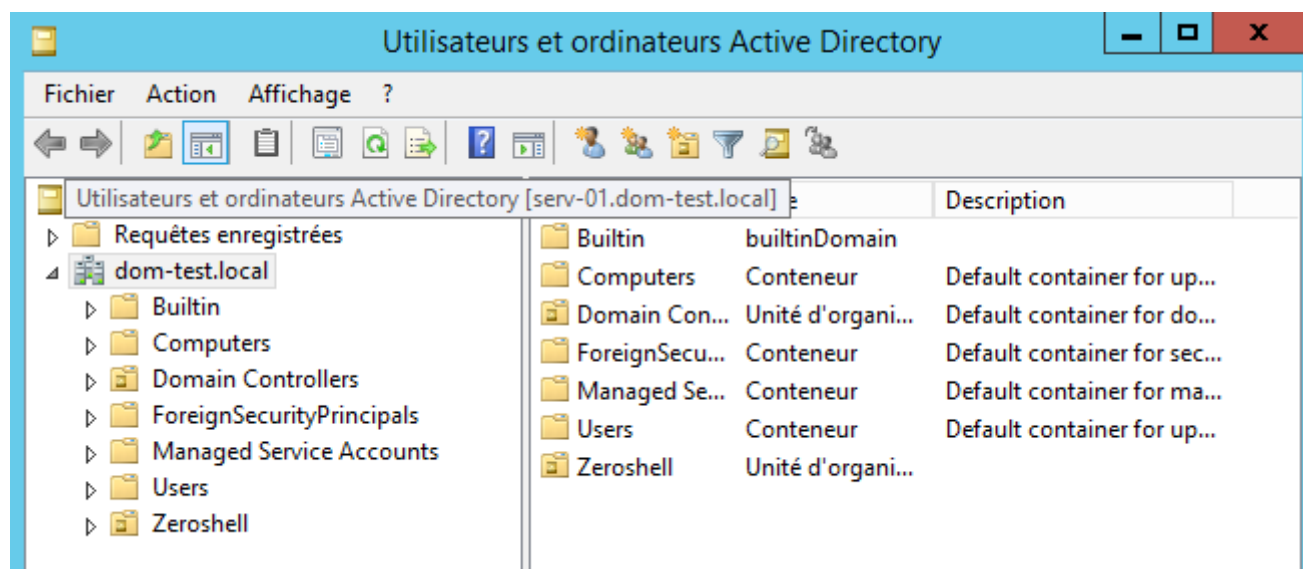 Utilisateurs et ordinateurs Active Directory
Fichier Action Affichage ?
Utilisateurs et ordinateurs Active Directory [serv-01.dom-test.local]
Description
Requêtes enregistrées
dom-test.local
Builtin
Computers
Domain Controllers
ForeignSecurityPrincipals
Managed Service Accounts
Users
Zeroshell
Builtin builtinDomain
Computers Conteneur Default container for up...
Domain Con... Unité d'organi... Default container for do...
ForeignSecu... Conteneur Default container for sec...
Managed Se... Conteneur Default container for ma...
Users Conteneur Default container for up...
Zeroshell Unité d'organi...